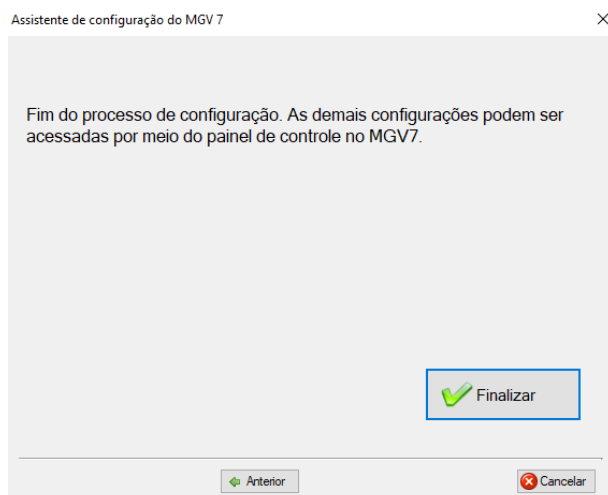 Assistente de configuração do MGV 7
Fim do processo de configuração. As demais configurações podem ser
acessadas por meio do painel de controle no MGV7.
Finalizar
Anterior
Cancelar